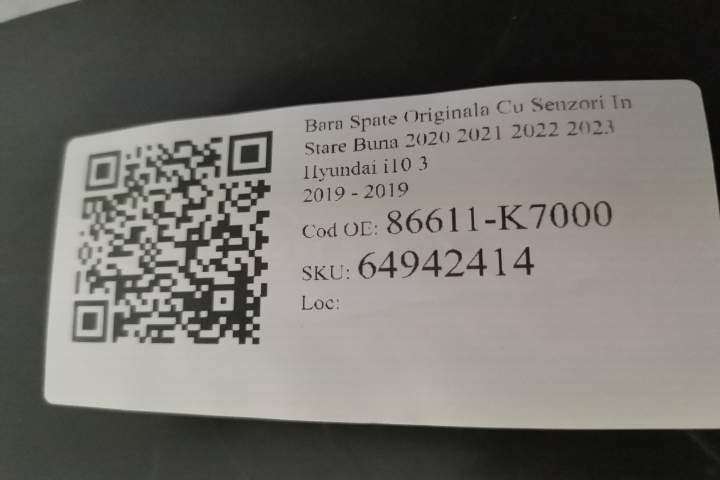 Bara Spate Originala Cu Senzori In
Stare Buna 2020 2021 2022 2023
Hyundai i10 3
2019 - 2019
Cod OE: 86611-K7000
SKU: 64942414
Loc: